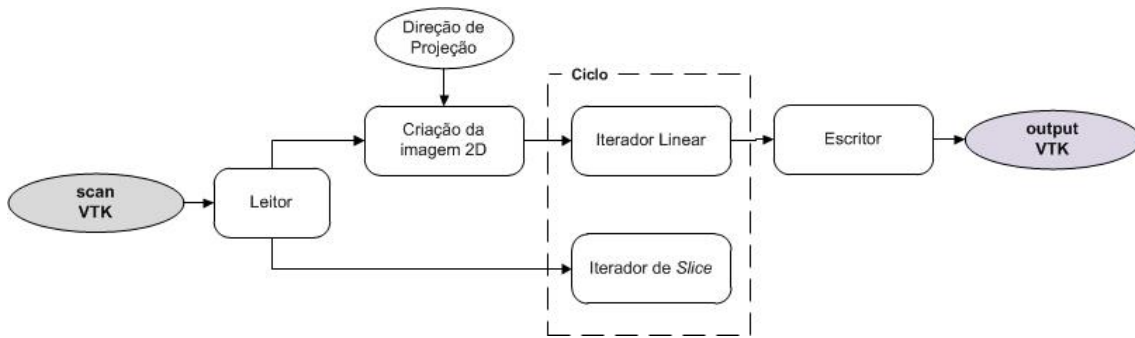 Direção de
Projeção
Ciclo
Criação da
imagem 2D
Iterador Linear
Escritor
output
VTK
scan
VTK
Leitor
Iterador de Slice